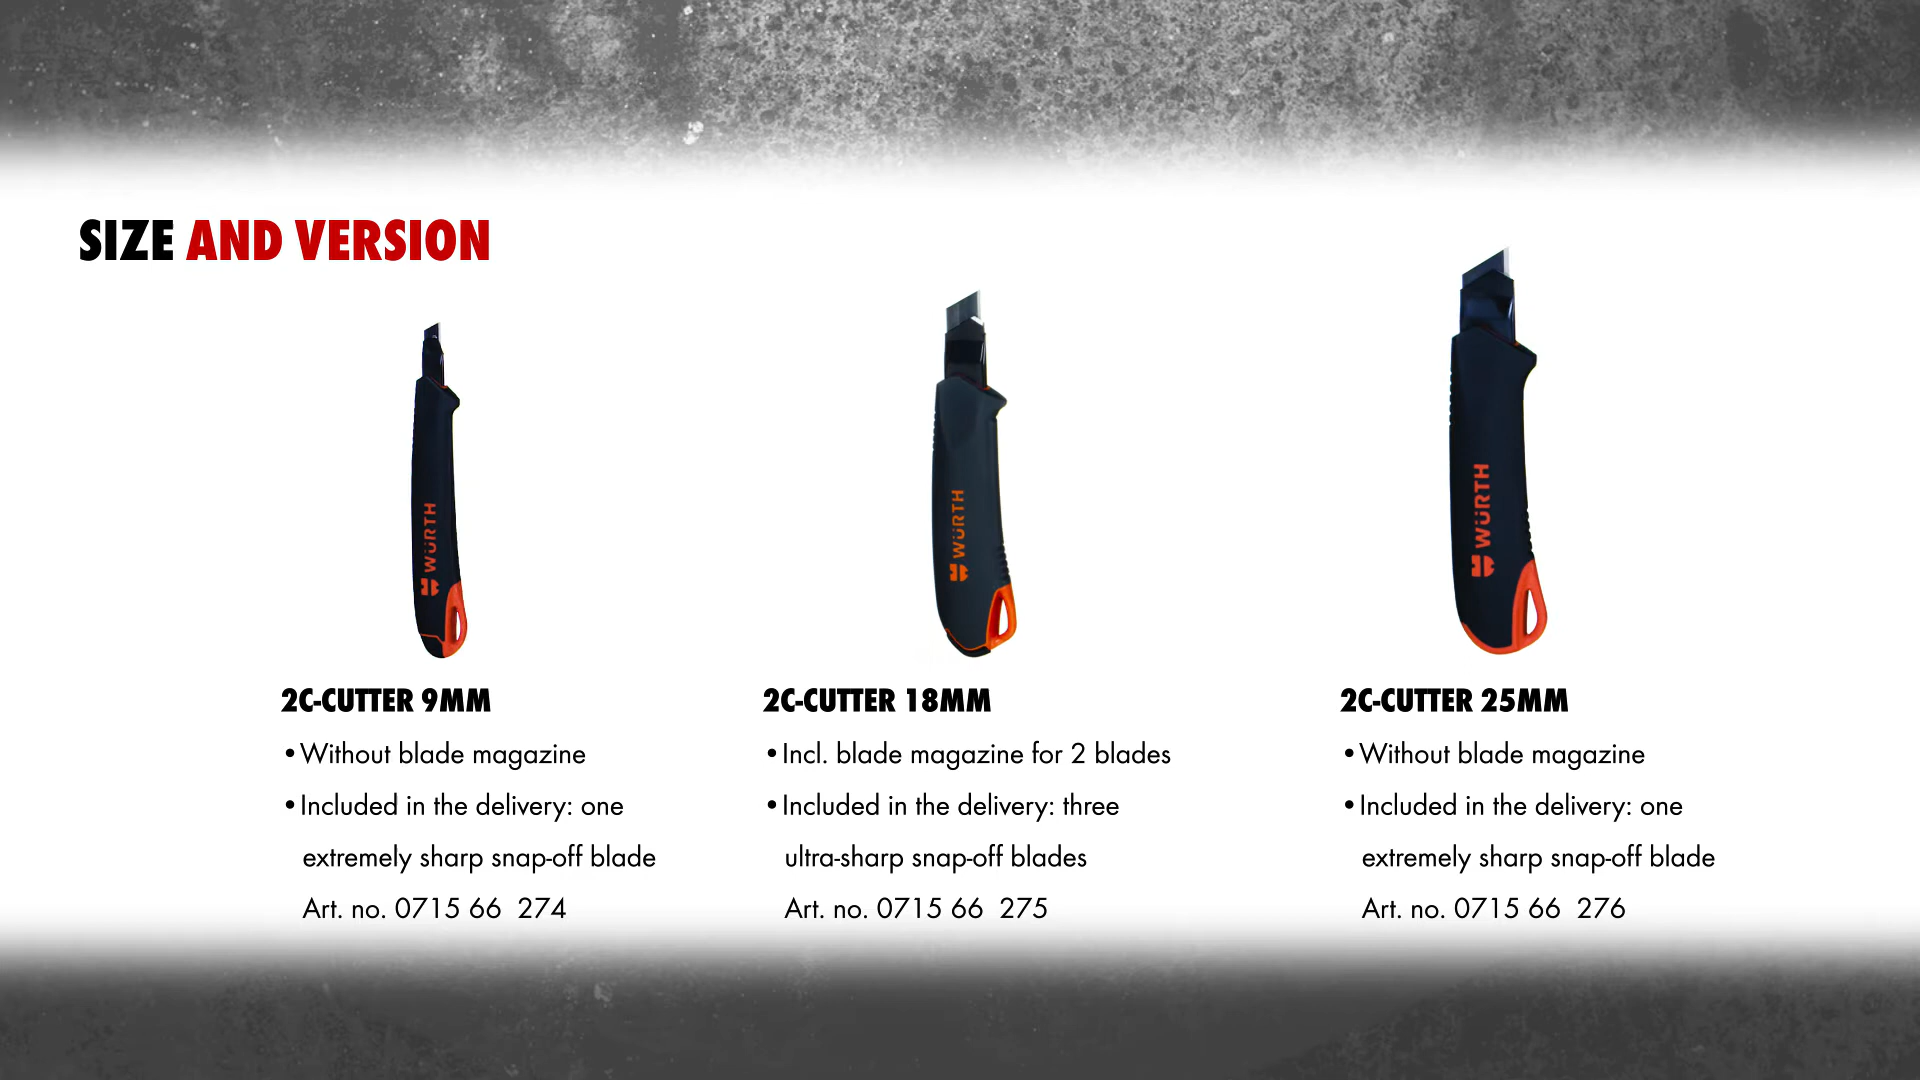 SIZE AND VERSION
WÜRTH
WÜRTH
WÜRTH
2C-CUTTER 9MM
•Without blade magazine
•Included in the delivery: one
extremely sharp snap-off blade
Art. no. 0715 66  274
2C-CUTTER 18MM
•Incl. blade magazine for 2 blades
•Included in the delivery: three
ultra-sharp snap-off blades
Art. no. 0715 66  275
2C-CUTTER 25MM
•Without blade magazine
•Included in the delivery: one
extremely sharp snap-off blade
Art. no. 0715 66  276